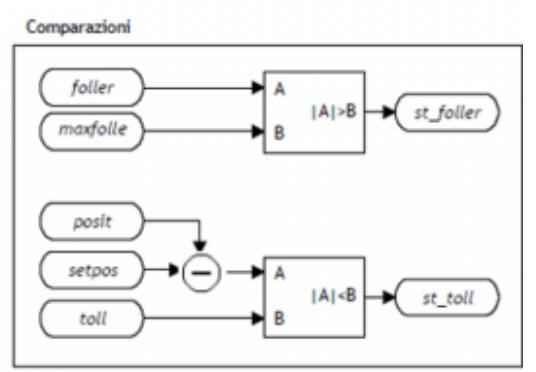 Comparazioni
foller
A
|A|>B
st_foller
maxfolle
B
posit
setpos
−
A
|A|<B
st_toll
toll
B